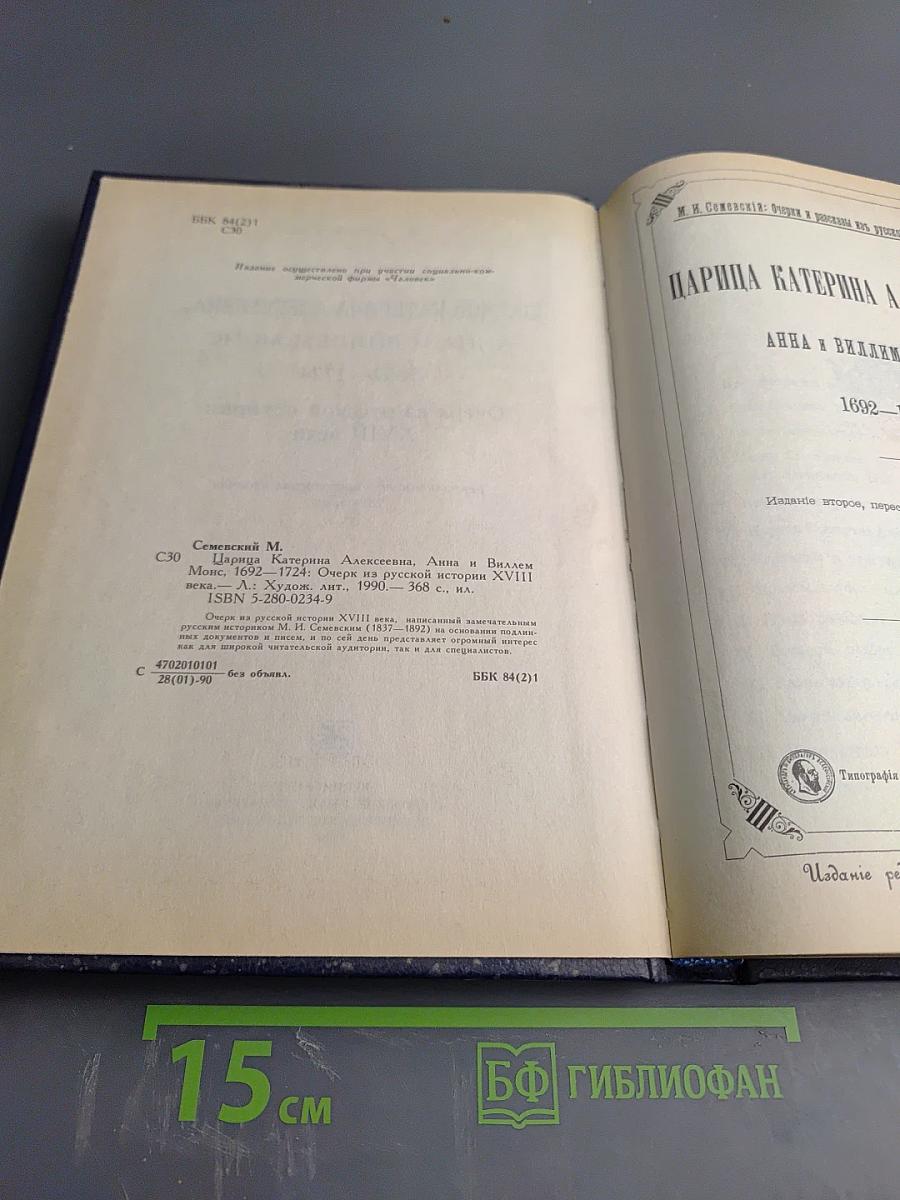 ББК 84(2)1
С30
Издание осуществлено при участии социально-ком-
мерческой фирмы «Человек»
Семевский М.
С30 Царица Катерина Алексеевна, Анна и Виллем
Монс, 1692—1724: Очерк из русской истории XVIII
века.— Л.: Худож. лит., 1990.— 368 с., ил.
ISBN 5-280-0234-9
Очерк из русской истории XVIII века, написанный замечательным
русским историком М. И. Семевским (1837—1892) на основании подлин-
ных документов и писем, и по сей день представляет огромный интерес
как для широкой читательской аудитории, так и для специалистов.
С 4702010101
28(01)-90 без объявл.
ББК 84(2)1
М. И. Семевскій: Очерки и разсказы изъ русско
ЦАРИЦА КАТЕРИНА А
АННА и ВИЛЛИМ
1692—
Изданіе второе, перес
Типографія
Изданіе ре
15 см
БФ ГИБЛИОФАН